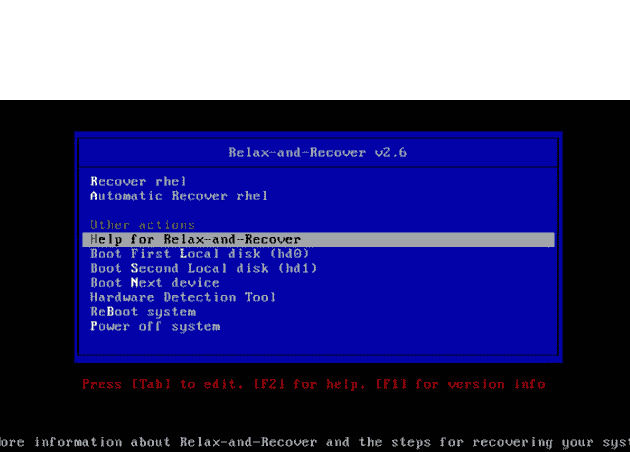 Relax-and-Recover v2.6
Recover rhel
Automatic Recover rhel
Other actions
Help for Relax-and-Recover
Boot First Local disk (hd0)
Boot Second Local disk (hd1)
Boot Next device
Hardware Detection Tool
ReBoot system
Power off system
Press [Tab] to edit, [F2] for help, [F1] for version info
ore information about Relax-and-Recover and the steps for recovering your syst